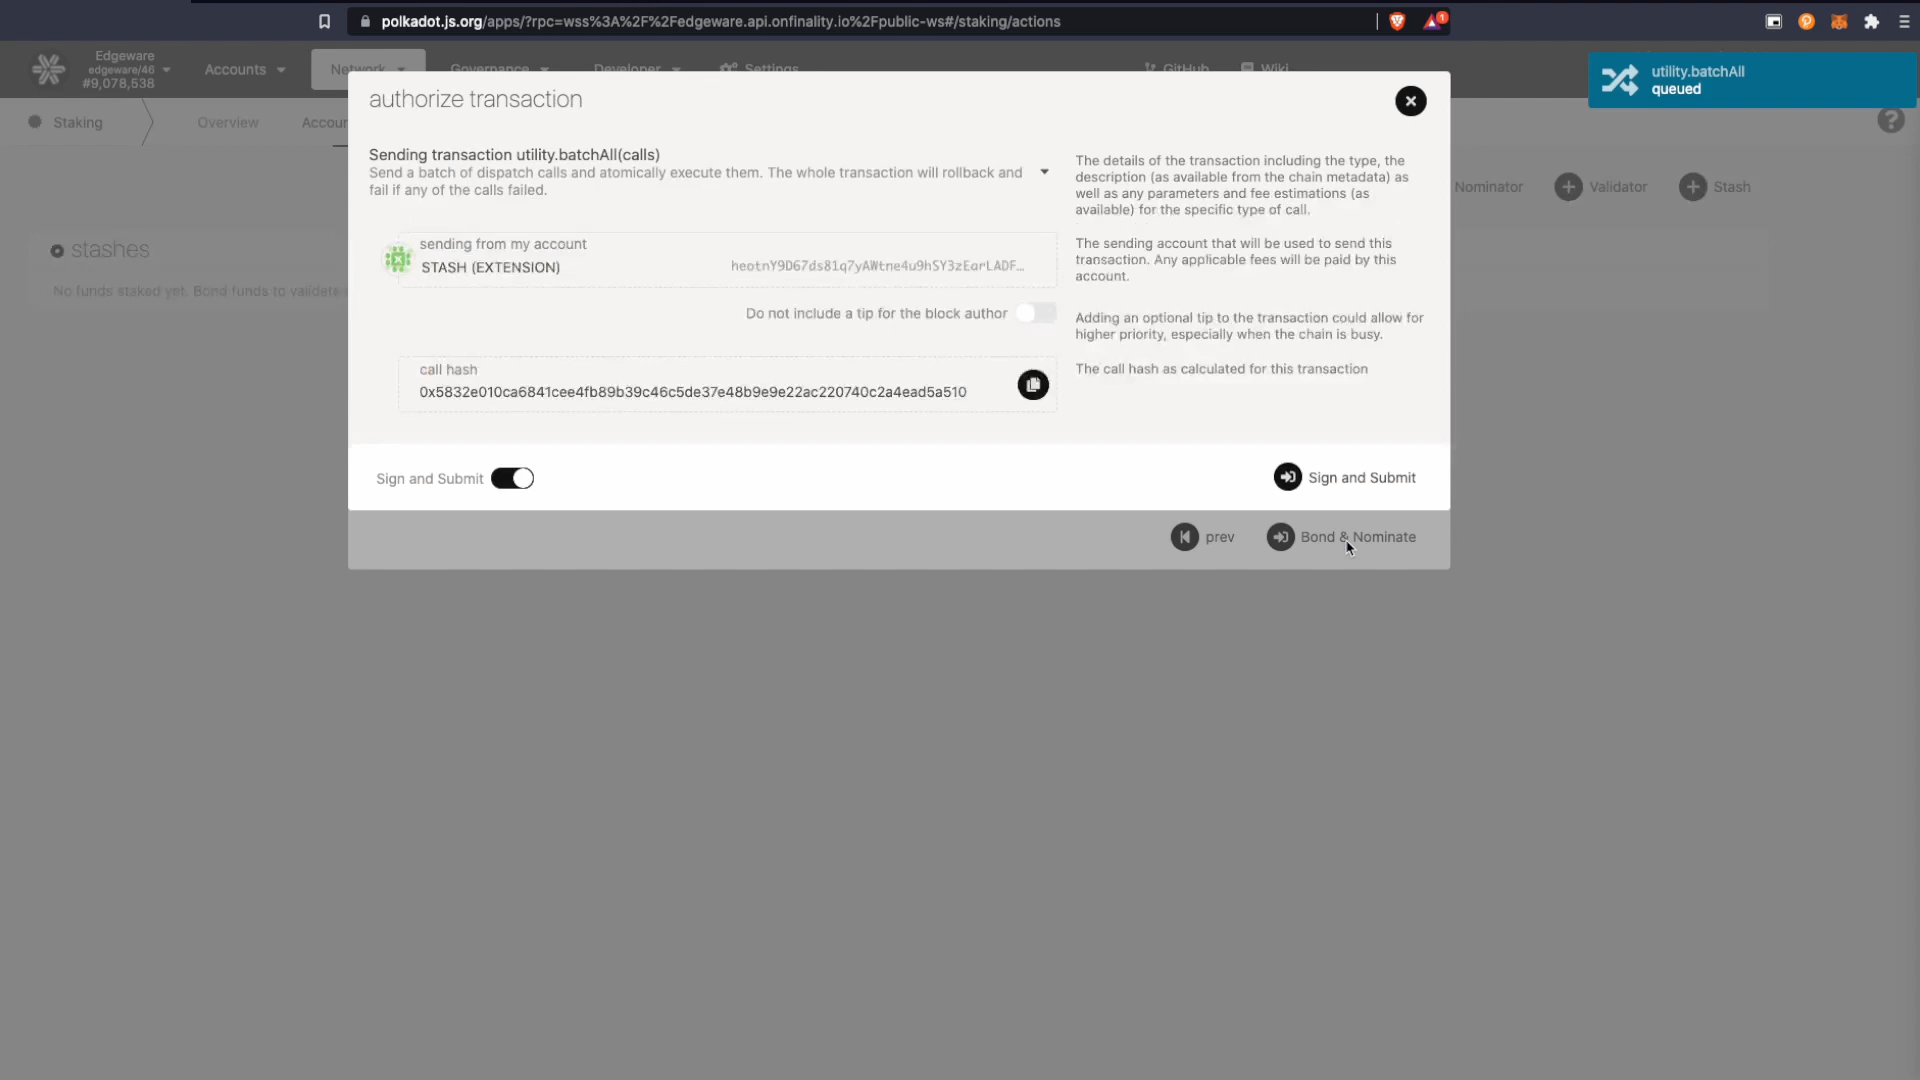 polkadot.js.org/apps/?rpc=wss%3A%2F%2Fedgeware.api.onfinality.io%2Fpublic-ws#/staking/actions
1
Edgeware
edgeware/46
#9,078,538
Accounts
Network
Governance
Developer
Settings
GitHub
Wiki
utility.batchAll
queued
Staking
Overview
Accoun
authorize transaction
Sending transaction utility.batchAll(calls)
Send a batch of dispatch calls and atomically execute them. The whole transaction will rollback and
fail if any of the calls failed.
The details of the transaction including the type, the
description (as available from the chain metadata) as
well as any parameters and fee estimations (as
available) for the specific type of call.
Nominator
Validator
Stash
stashes
No funds staked yet. Bond funds to validate
sending from my account
STASH (EXTENSION)
heotnY9D67ds81q7yAWtne4u9hSY3zEarLADF…
The sending account that will be used to send this
transaction. Any applicable fees will be paid by this
account.
Do not include a tip for the block author
Adding an optional tip to the transaction could allow for
higher priority, especially when the chain is busy.
call hash
0x5832e010ca6841cee4fb89b39c46c5de37e48b9e9e22ac220740c2a4ead5a510
The call hash as calculated for this transaction
Sign and Submit
Sign and Submit
prev
Bond & Nominate